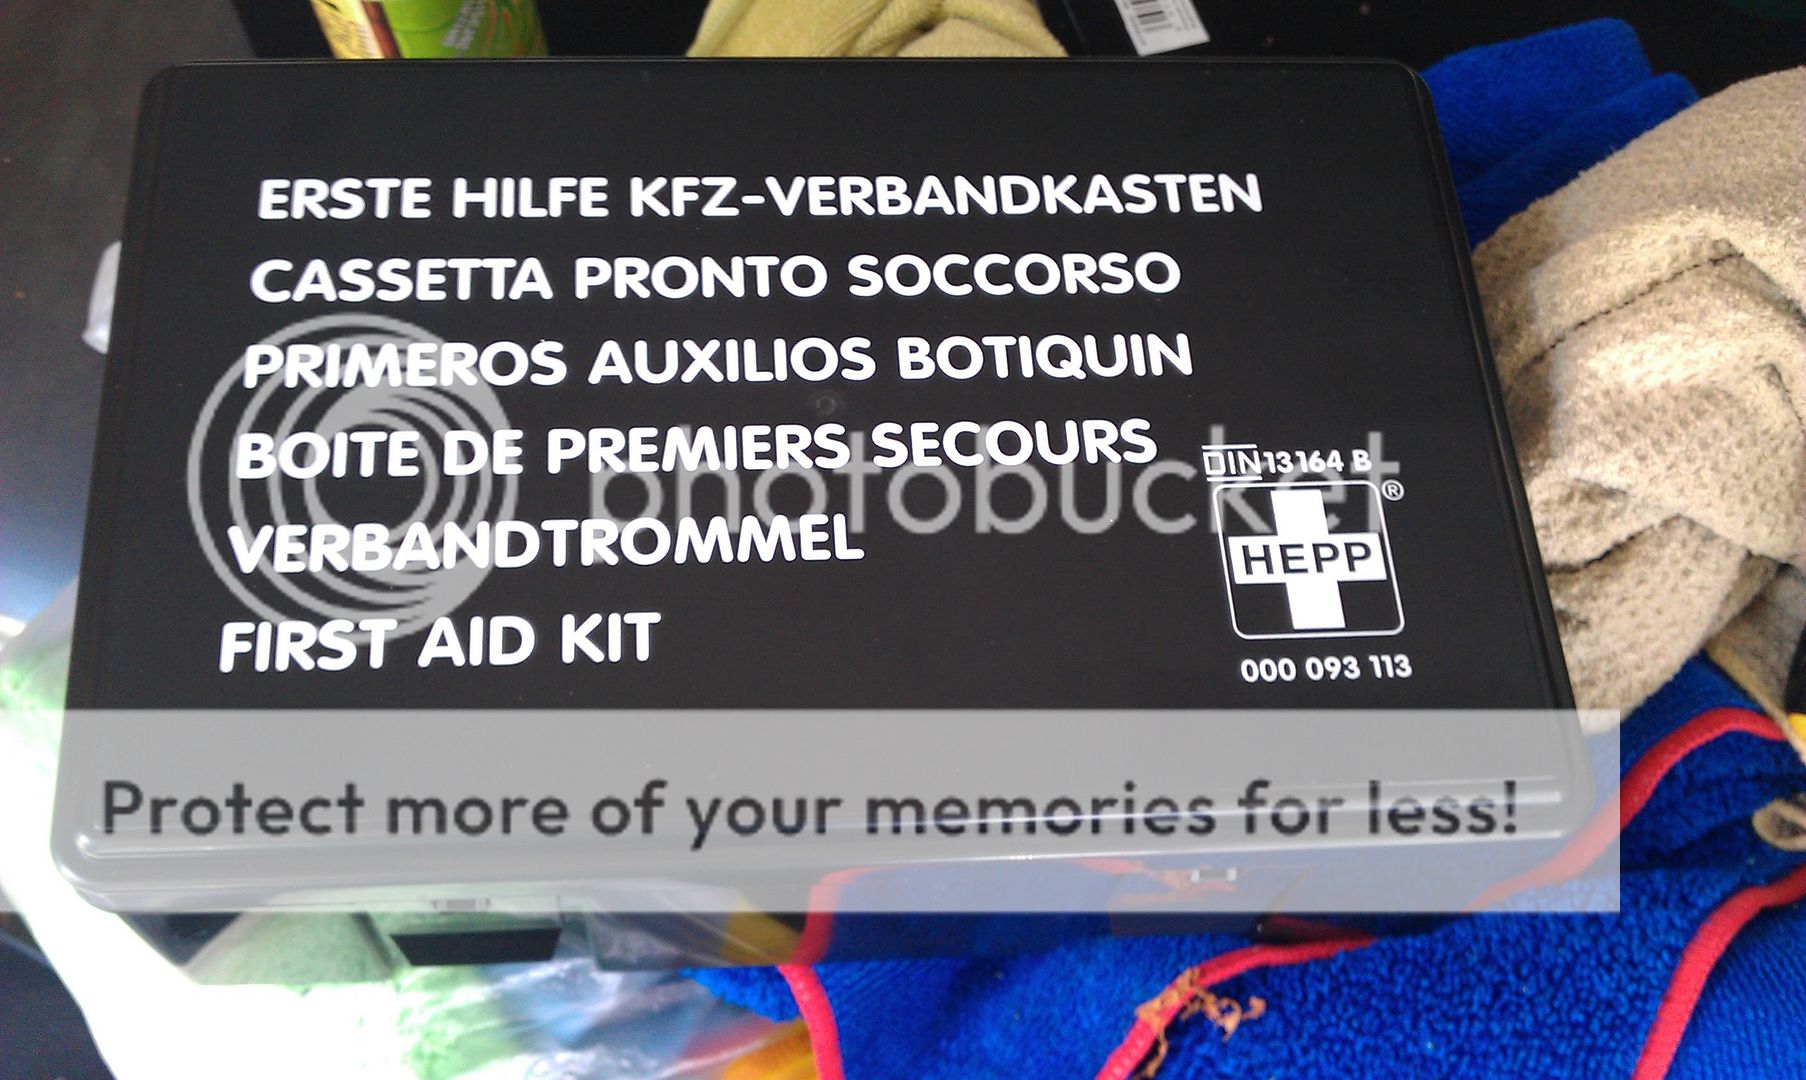 ERSTE HILFE KFZ-VERBANDKASTEN
CASSETTA PRONTO SOCCORSO
PRIMEROS AUXILIOS BOTIQUIN
BOITE DE PREMIERS SECOURS
VERBANDTROMMEL
FIRST AID KIT
DIN 13164 B
HEPP®
000 093 113
photobucket
Protect more of your memories for less!